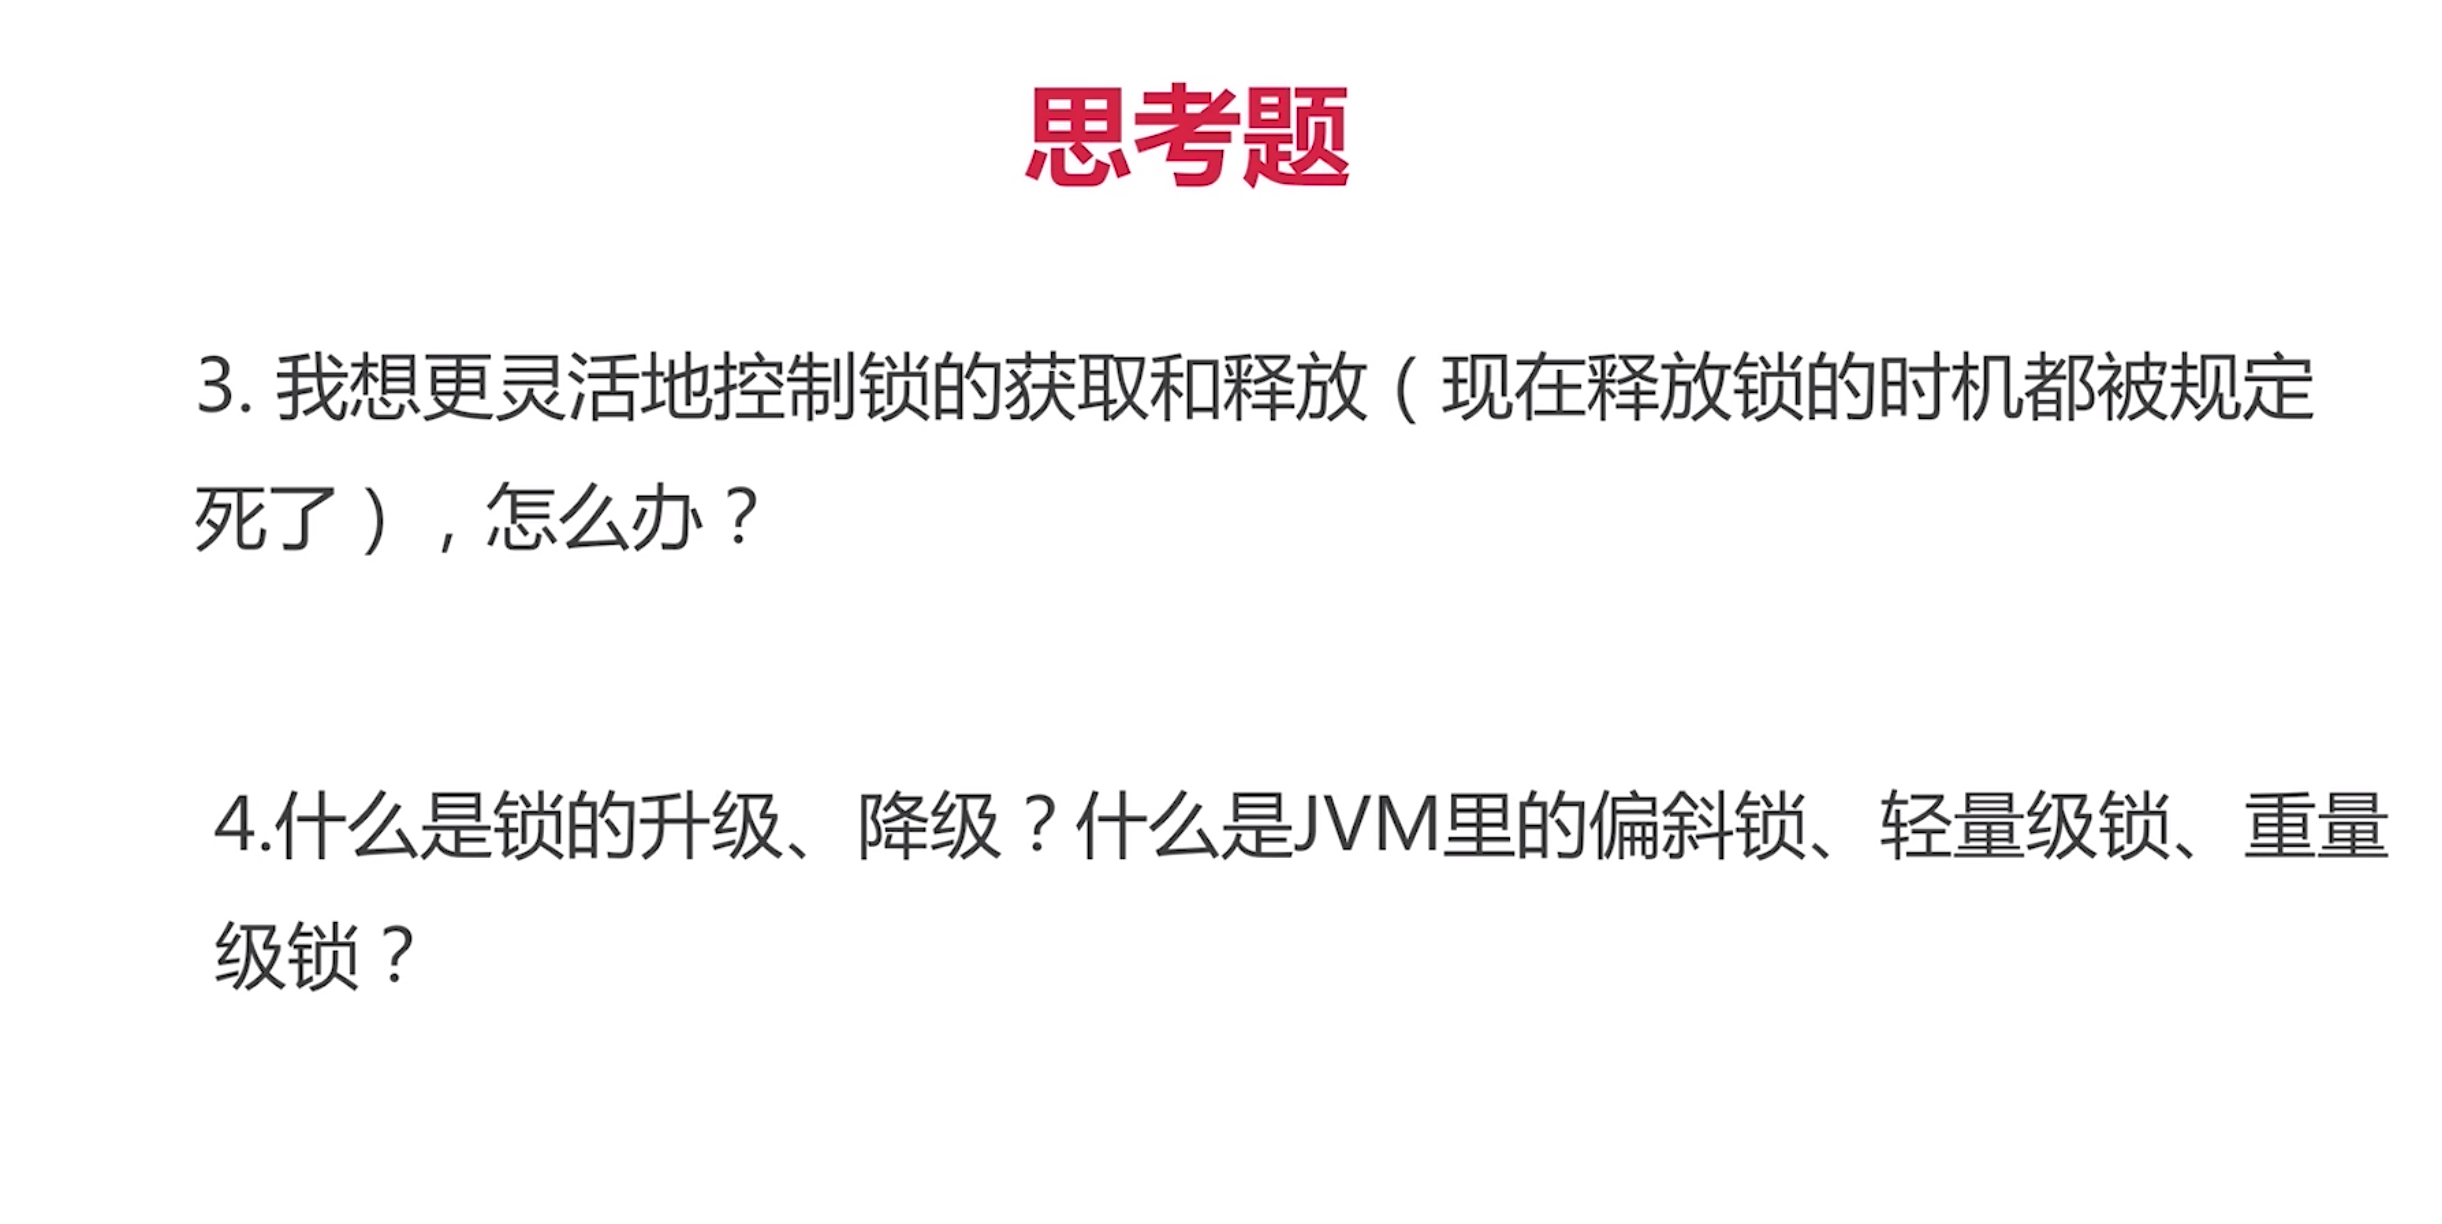 思考题
3. 我想更灵活地控制锁的获取和释放（现在释放锁的时机都被规定
死了），怎么办？
4.什么是锁的升级、降级？什么是JVM里的偏斜锁、轻量级锁、重量
级锁？